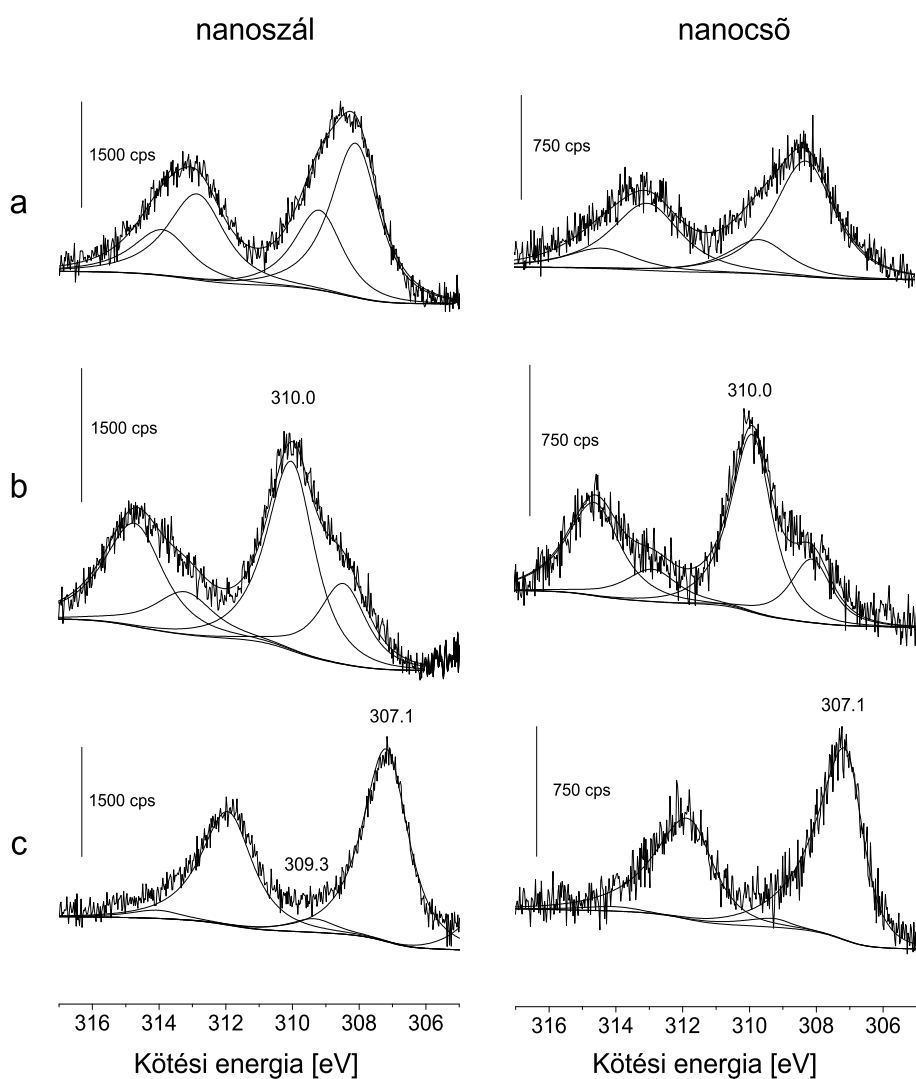 nanoszál nanocsõ
a
1500 cps 750 cps
b
1500 cps 310.0 750 cps 310.0
c
1500 cps 309.3 307.1 750 cps 307.1
316 314 312 310 308 306 316 314 312 310 308 306
Kötési energia [eV] Kötési energia [eV]